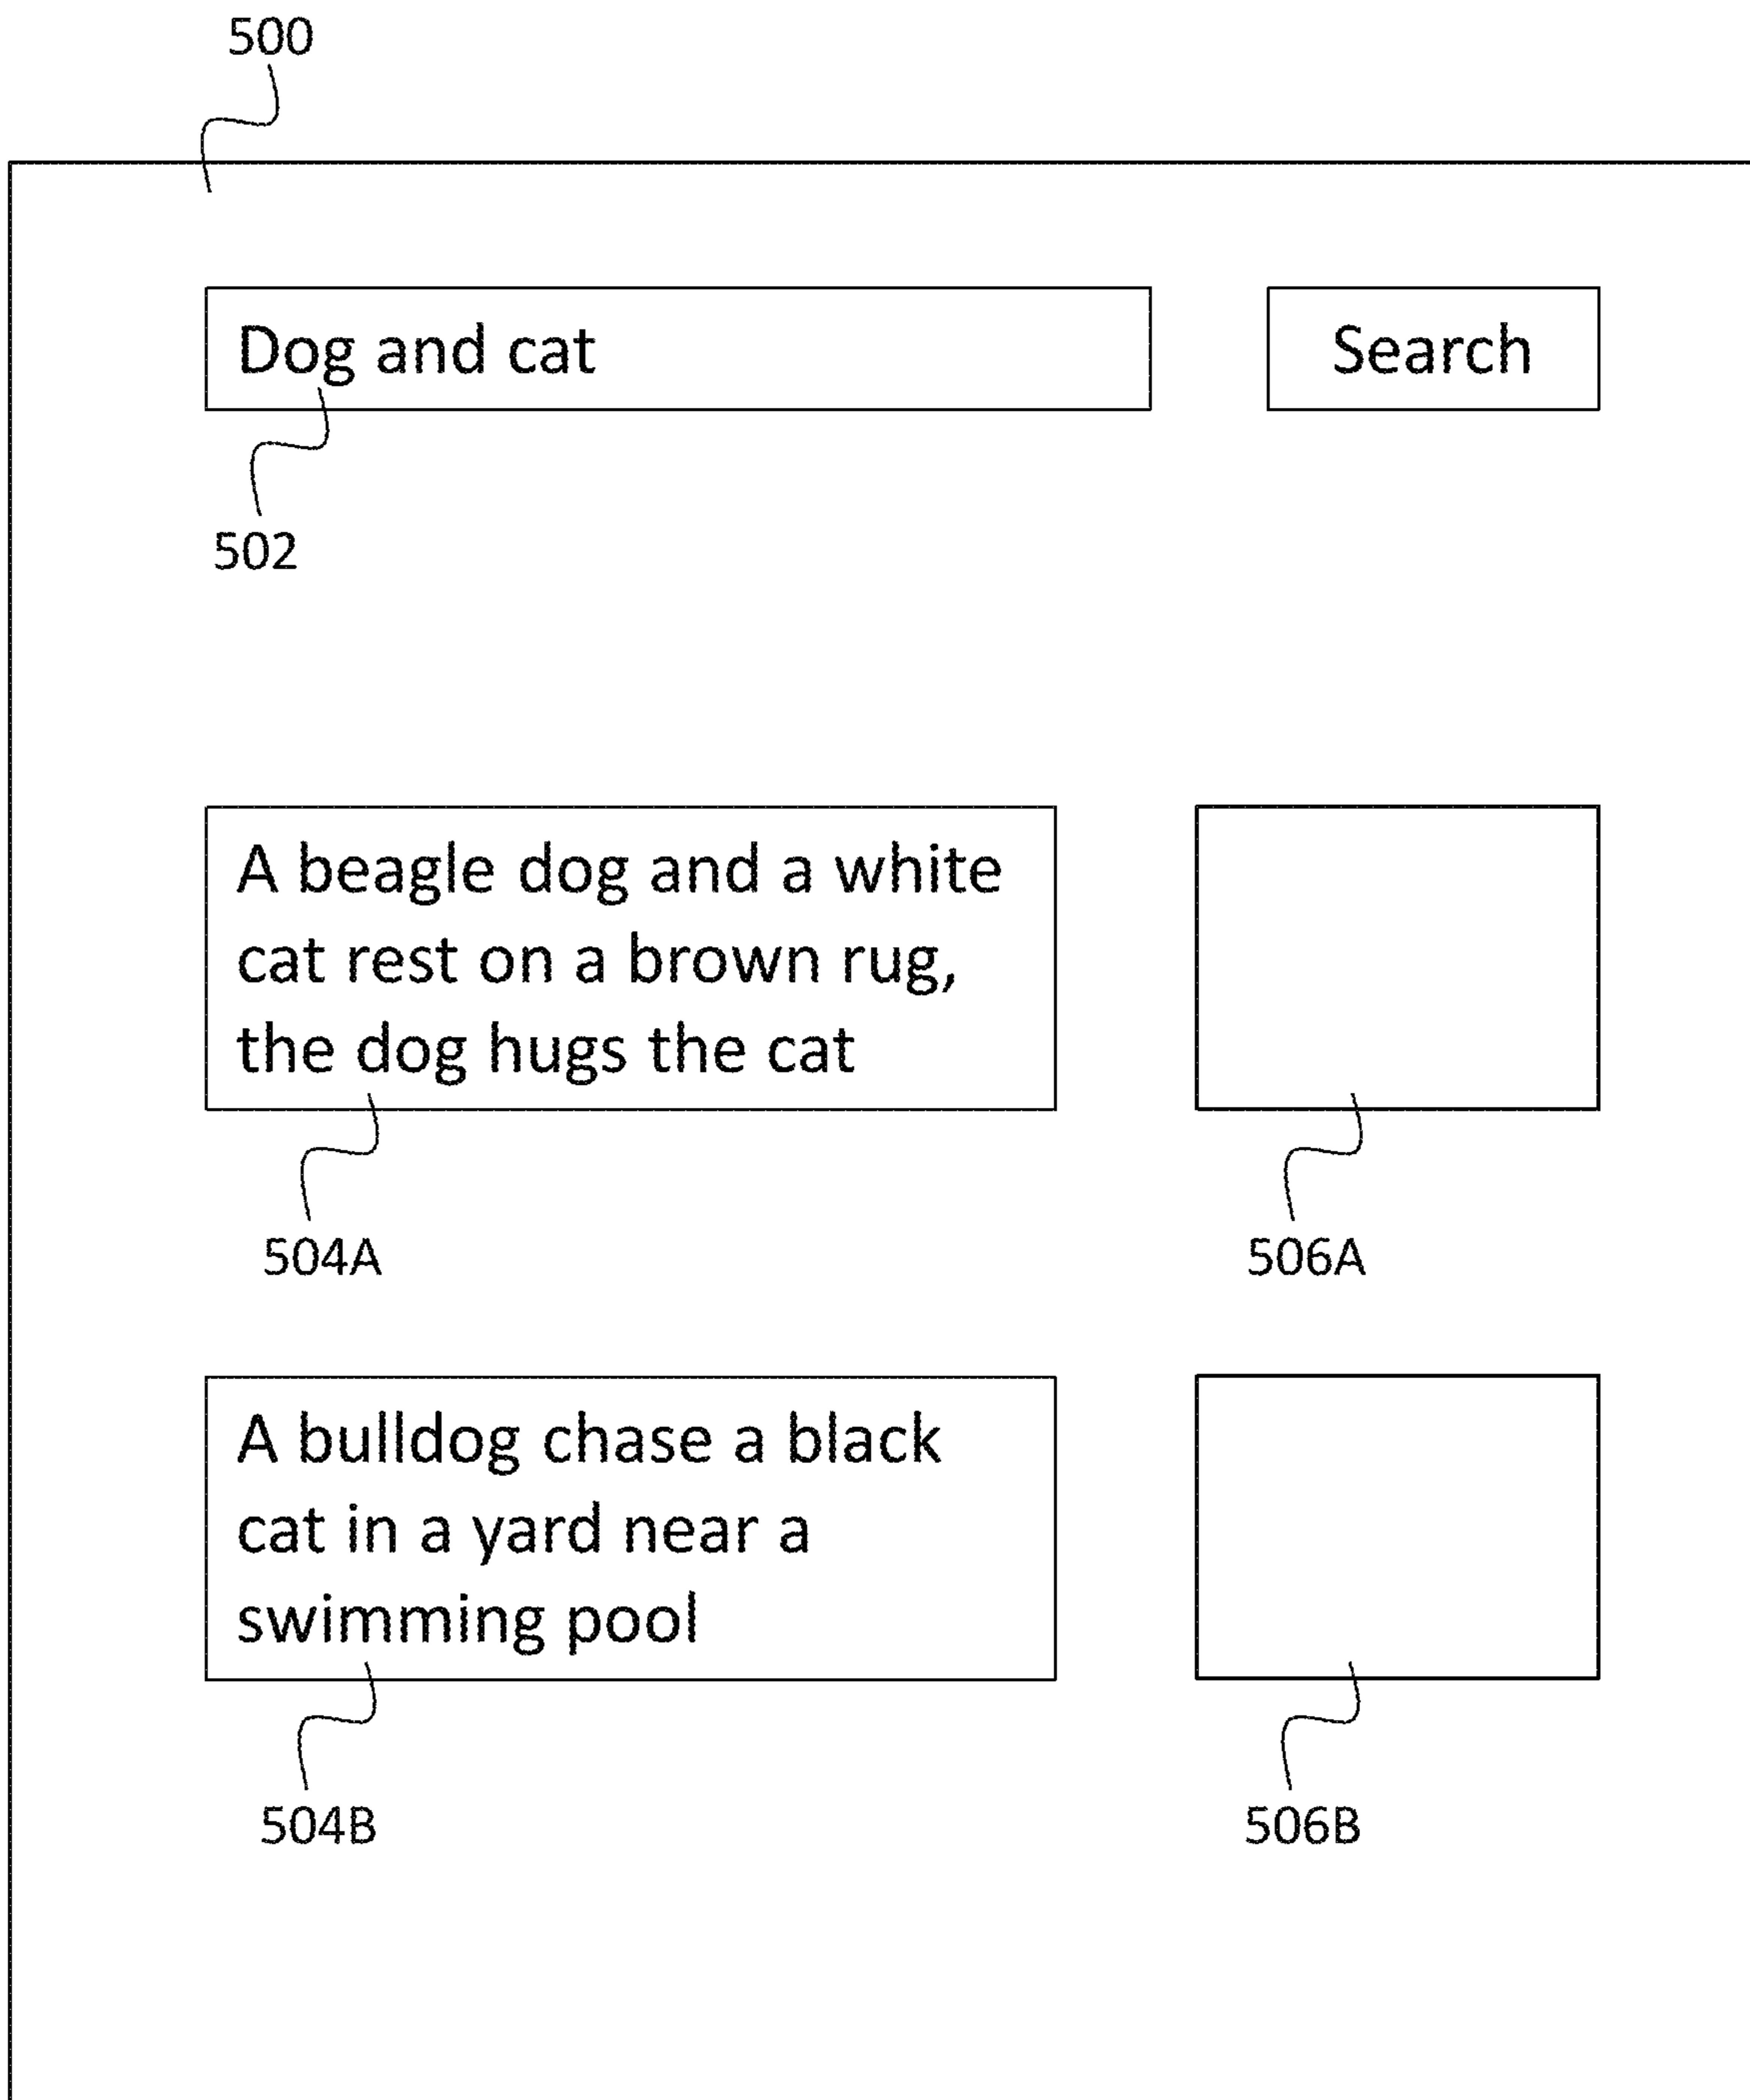 500
Dog and cat
Search
502
A beagle dog and a white
cat rest on a brown rug,
the dog hugs the cat
504A
506A
A bulldog chase a black
cat in a yard near a
swimming pool
504B
506B